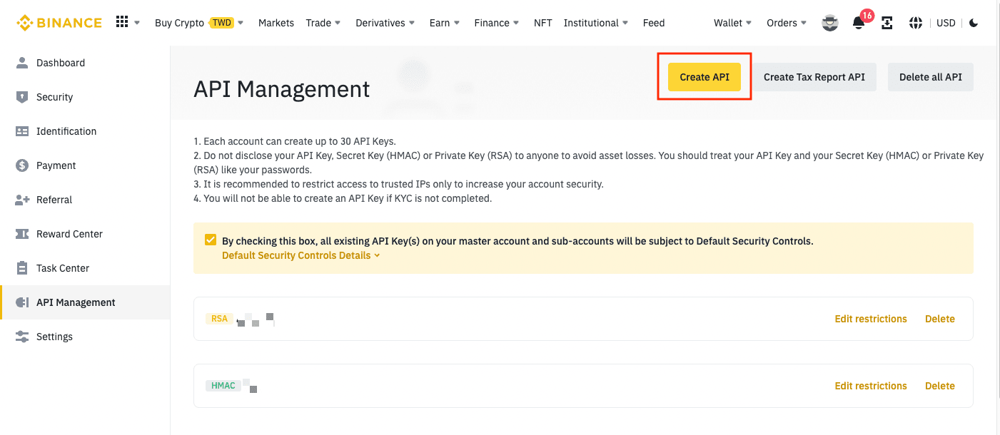 BINANCE
Buy Crypto TWD
Markets
Trade
Derivatives
Earn
Finance
NFT
Institutional
Feed
Wallet
Orders
16
USD
Dashboard
Security
Identification
Payment
Referral
Reward Center
Task Center
API Management
Settings
API Management
Create API
Create Tax Report API
Delete all API
1. Each account can create up to 30 API Keys.
2. Do not disclose your API Key, Secret Key (HMAC) or Private Key (RSA) to anyone to avoid asset losses. You should treat your API Key and your Secret Key (HMAC) or Private Key
(RSA) like your passwords.
3. It is recommended to restrict access to trusted IPs only to increase your account security.
4. You will not be able to create an API Key if KYC is not completed.
By checking this box, all existing API Key(s) on your master account and sub-accounts will be subject to Default Security Controls.
Default Security Controls Details
RSA
Edit restrictions
Delete
HMAC
Edit restrictions
Delete